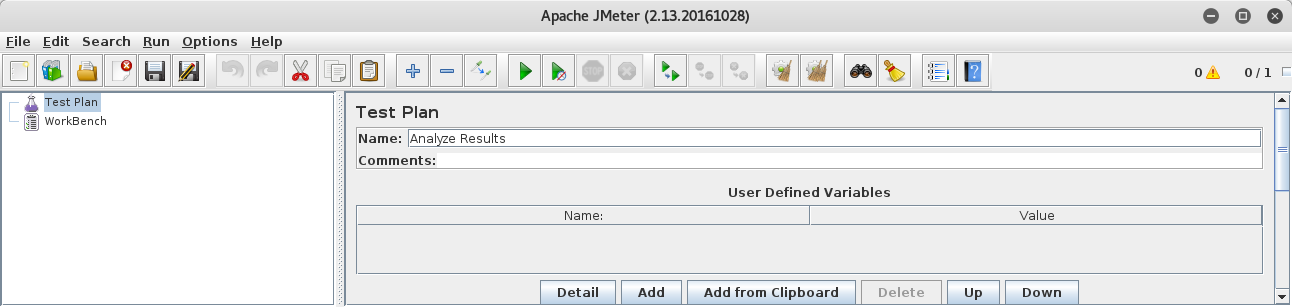 Apache JMeter (2.13.20161028)
File Edit Search Run Options Help
STOP 0 0 / 1
Test Plan
WorkBench
Test Plan
Name: Analyze Results
Comments:
User Defined Variables
Name: Value
Detail Add Add from Clipboard Delete Up Down